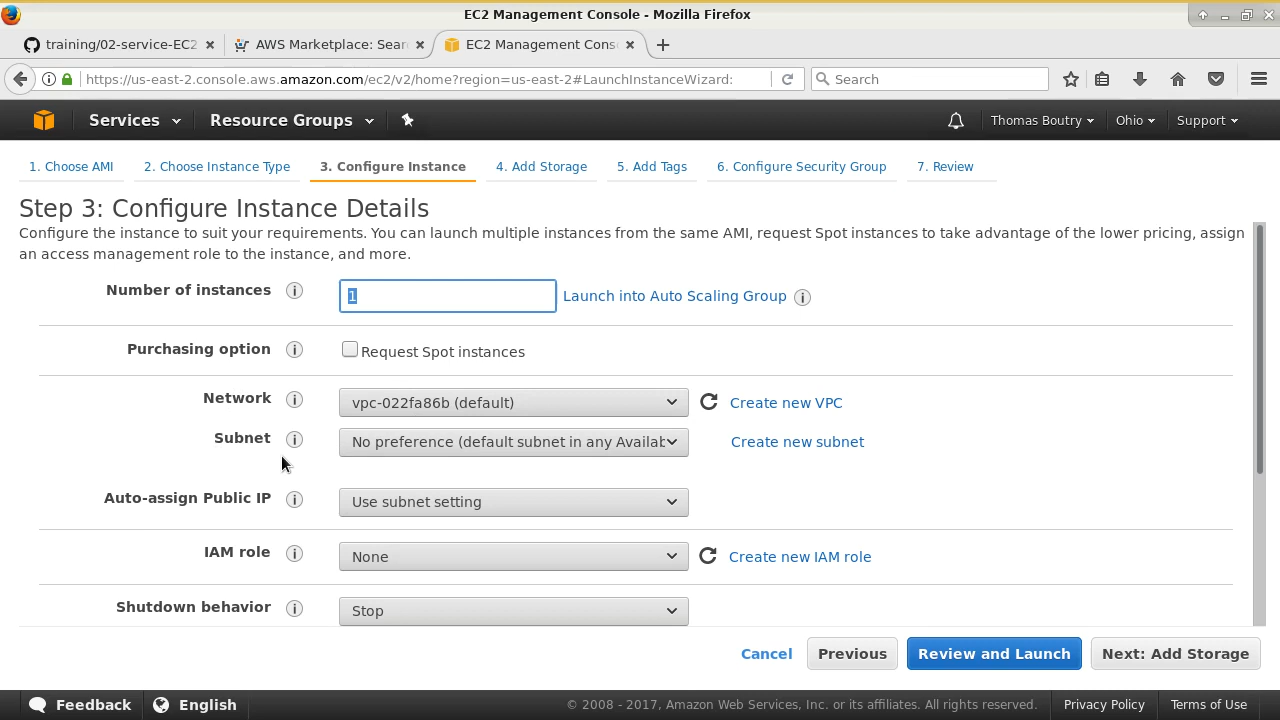 EC2 Management Console - Mozilla Firefox
training/02-service-EC2
AWS Marketplace: Sear
EC2 Management Cons
https://us-east-2.console.aws.amazon.com/ec2/v2/home?region=us-east-2#LaunchInstanceWizard:
Search
Services
Resource Groups
Thomas Boutry
Ohio
Support
1. Choose AMI
2. Choose Instance Type
3. Configure Instance
4. Add Storage
5. Add Tags
6. Configure Security Group
7. Review
Step 3: Configure Instance Details
Configure the instance to suit your requirements. You can launch multiple instances from the same AMI, request Spot instances to take advantage of the lower pricing, assign
an access management role to the instance, and more.
Number of instances
1
Launch into Auto Scaling Group
Purchasing option
Request Spot instances
Network
vpc-022fa86b (default)
Create new VPC
Subnet
No preference (default subnet in any Availab
Create new subnet
Auto-assign Public IP
Use subnet setting
IAM role
None
Create new IAM role
Shutdown behavior
Stop
Cancel
Previous
Review and Launch
Next: Add Storage
Feedback
English
© 2008 - 2017, Amazon Web Services, Inc. or its affiliates. All rights reserved.
Privacy Policy
Terms of Use